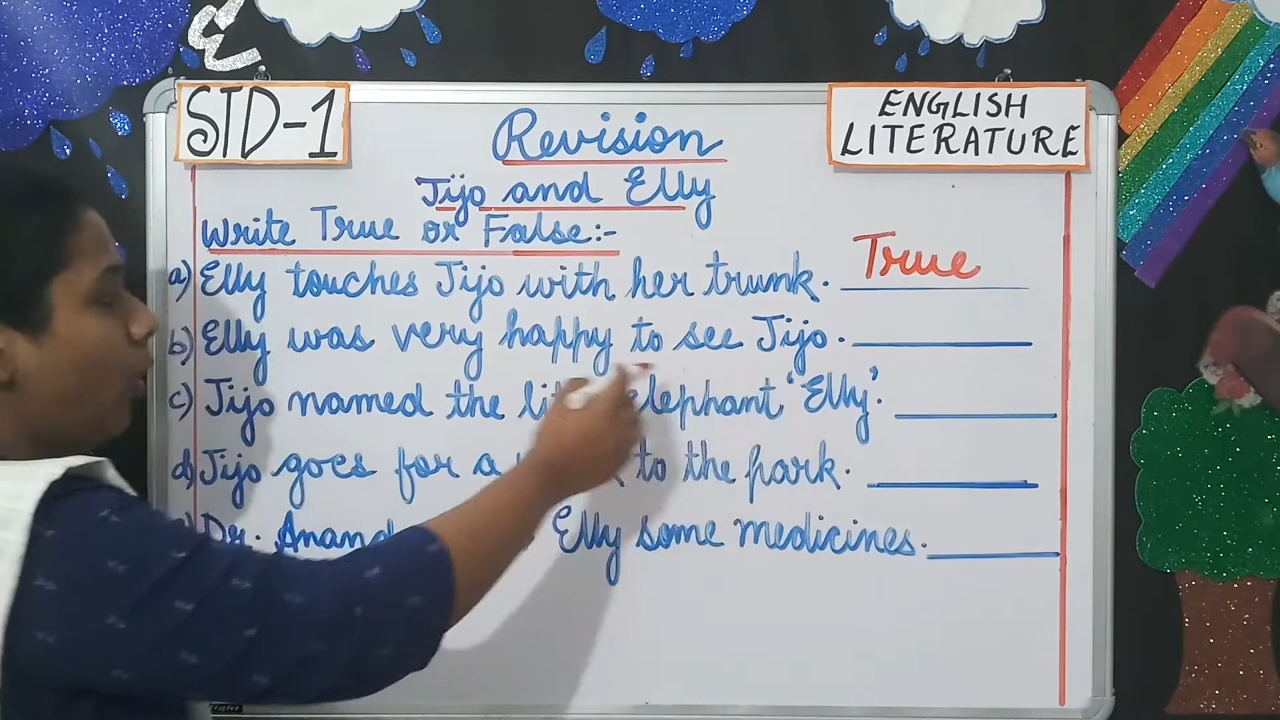 STD-1
ENGLISH LITERATURE
Revision
Jijo and Elly
Write True or False:-
a) Elly touches Jijo with her trunk. True
b) Elly was very happy to see Jijo.
c) Jijo named the elephant 'Elly'.
d) Jijo goes for a to the park.
Dr. Anand Elly some medicines.